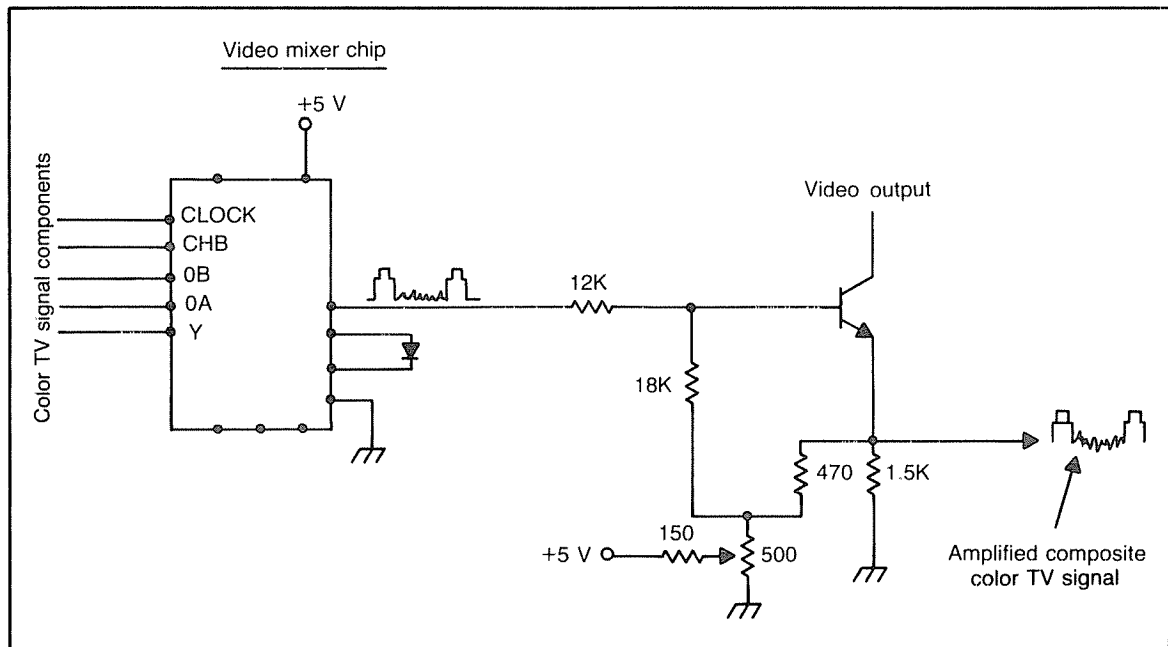 Video mixer chip
+5 V
Color TV signal components
CLOCK
CHB
0B
0A
Y
Video output
12K
18K
470
1.5K
150
+5 V
500
Amplified composite
color TV signal